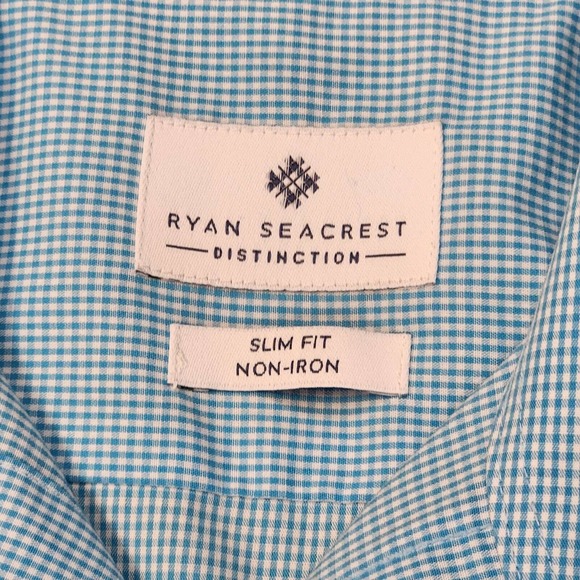 RYAN SEACREST
DISTINCTION
SLIM FIT
NON-IRON